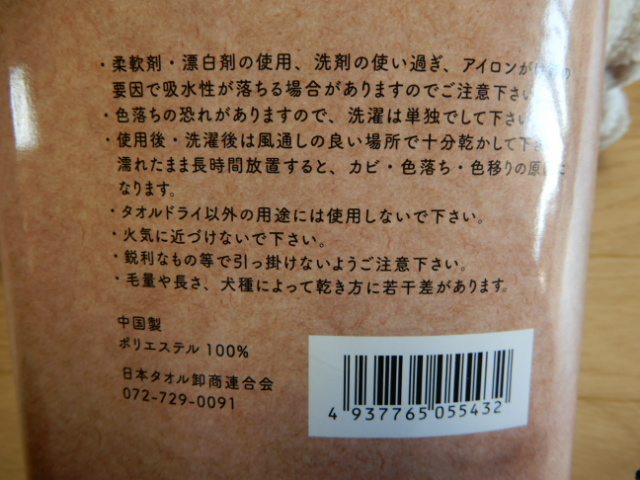 ・柔軟剤・漂白剤の使用、洗剤の使い過ぎ、アイロンがけ等の
要因で吸水性が落ちる場合がありますのでご注意下さい
・色落ちの恐れがありますので、洗濯は単独でして下さい
・使用後・洗濯後は風通しの良い場所で十分乾かして下さ
濡れたまま長時間放置すると、カビ・色落ち・色移りの原因に
なります。
・タオルドライ以外の用途には使用しないで下さい。
・火気に近づけないで下さい。
・鋭利なもの等で引っ掛けないようご注意下さい。
・毛量や長さ、犬種によって乾き方に若干差があります。
中国製
ポリエステル 100%
日本タオル卸商連合会
072-729-0091
4 937765 055432